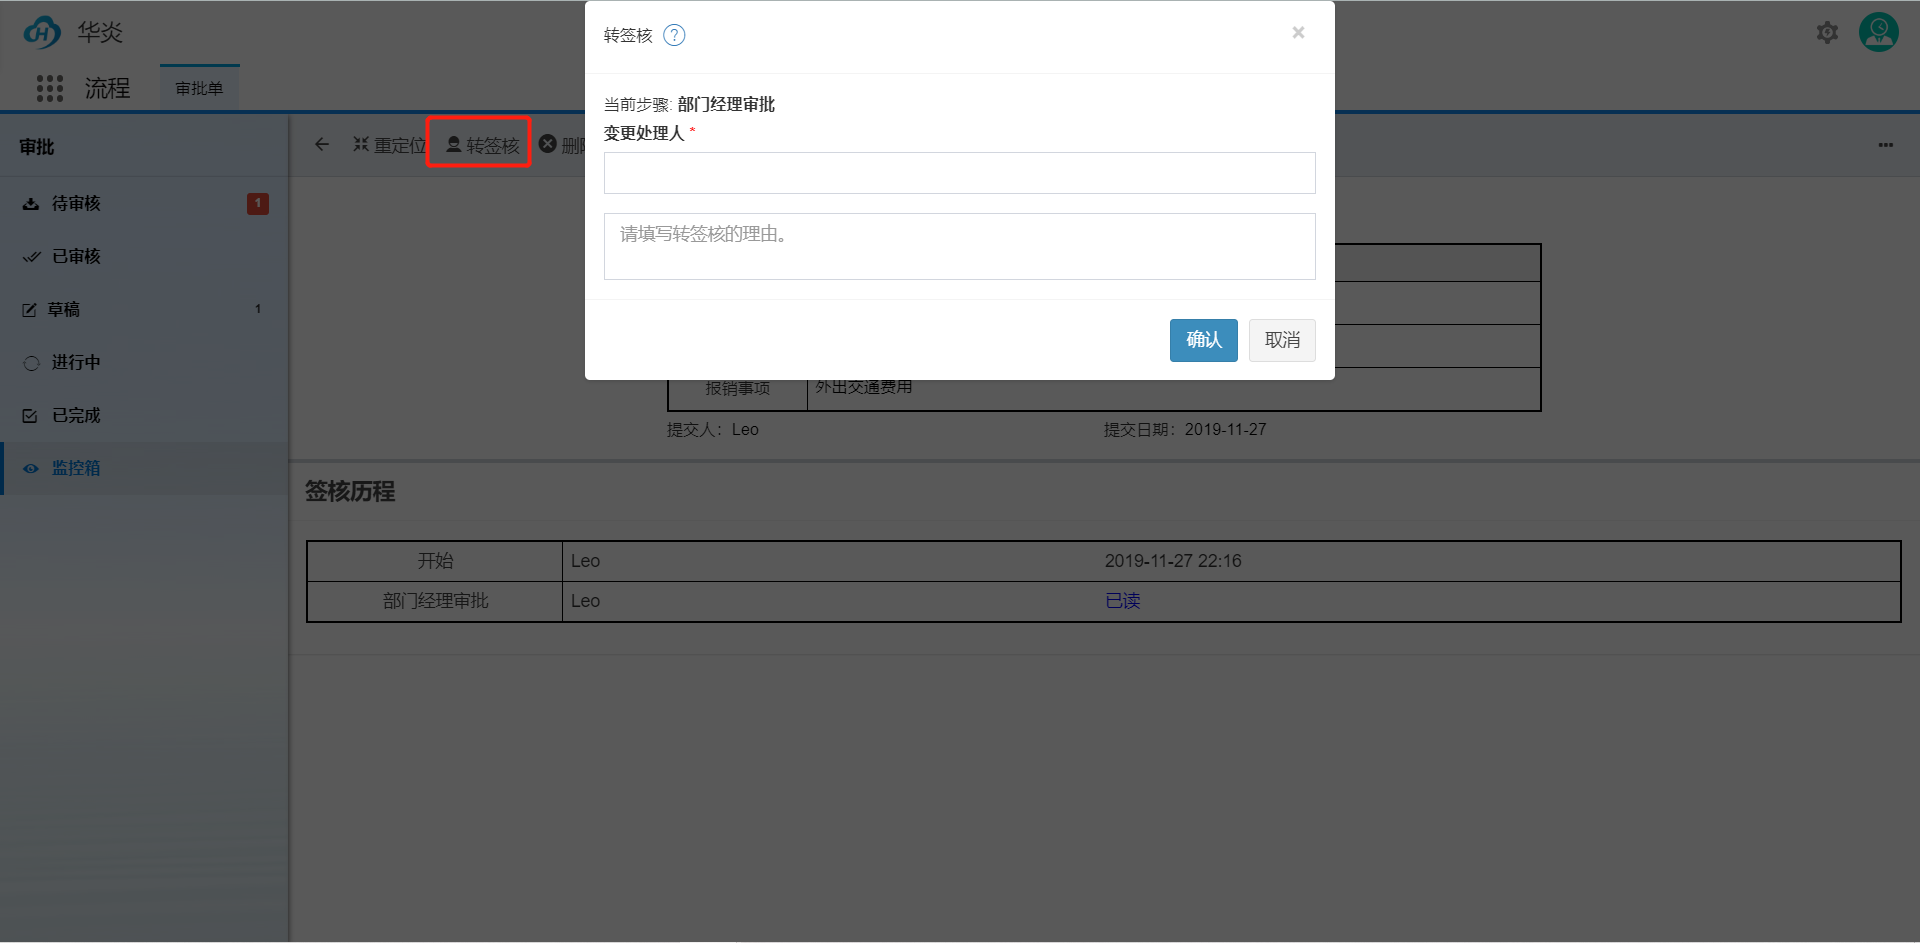 华炎
流程
审批单
转签核 ?
×
当前步骤: 部门经理审批
变更处理人 *
请填写转签核的理由。
确认
取消
审批
待审核 1
已审核
草稿 1
进行中
已完成
监控箱
重定位
转签核
报销事项 外出交通费用
提交人: Leo 提交日期: 2019-11-27
签核历程
开始 Leo 2019-11-27 22:16
部门经理审批 Leo 已读